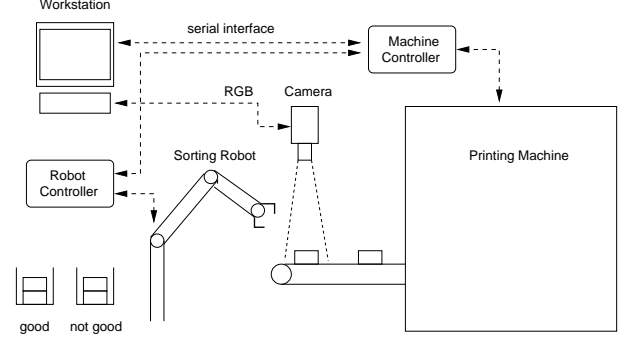 Workstation
serial interface
Machine
Controller
RGB
Camera
Robot
Controller
Sorting Robot
Printing Machine
good
not good